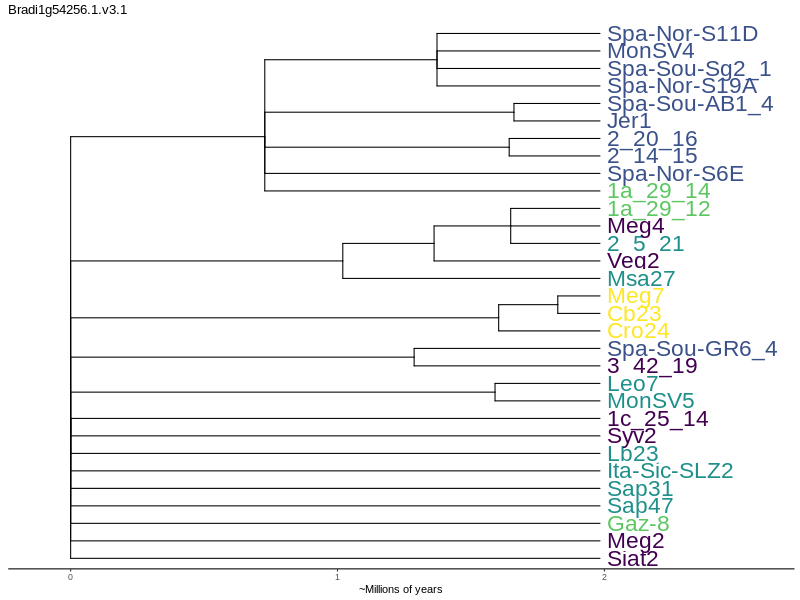 Bradi1g54256.1.v3.1
Spa-Nor-S11D
MonSV4
Spa-Sou-Sg2_1
Spa-Nor-S19A
Spa-Sou-AB1_4
Jer1
2_20_16
2_14_15
Spa-Nor-S6E
1a_29_14
1a_29_12
Meg4
2_5_21
Veg2
Msa27
Meg7
Cb23
Cro24
Spa-Sou-GR6_4
3_42_19
Leo7
MonSV5
1c_25_14
Syv2
Lb23
Ita-Sic-SLZ2
Sap31
Sap47
Gaz-8
Meg2
Siat2
0 1 2
~Millions of years